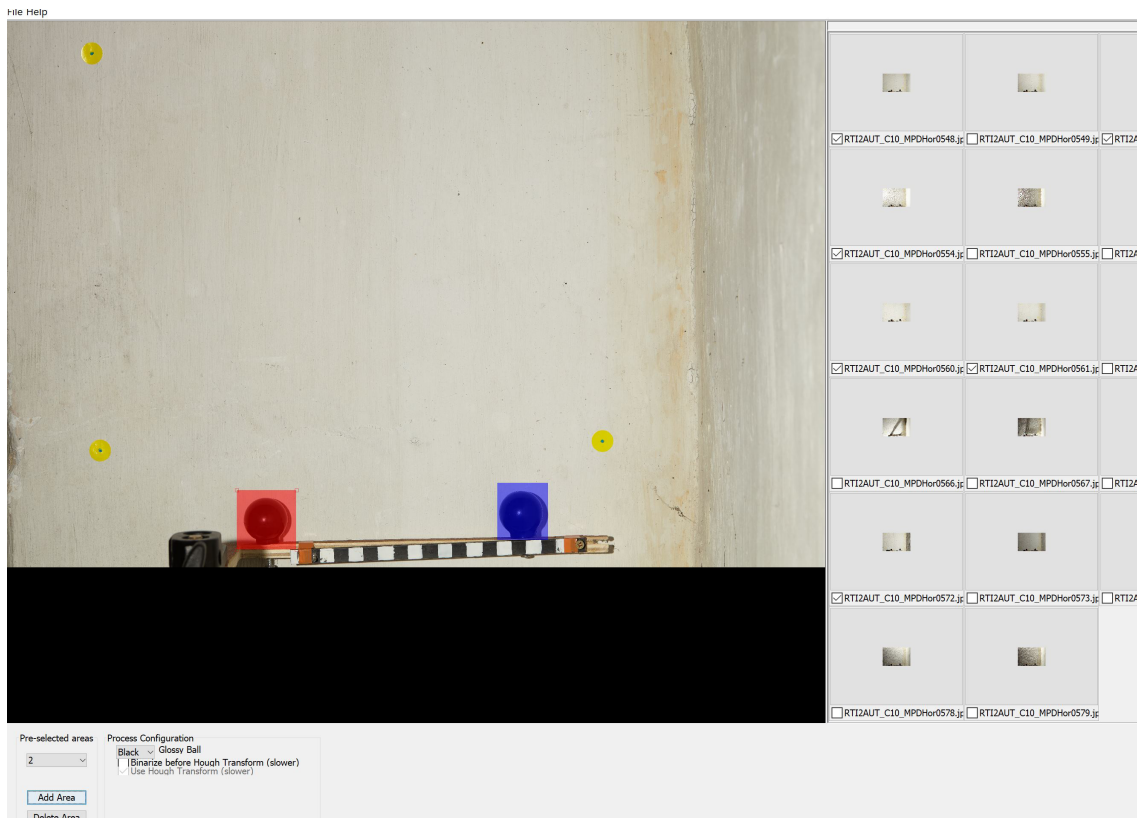 File Help
RTI2AUT_C10_MPDHor0548.jp RTI2AUT_C10_MPDHor0549.jp RTI2A
RTI2AUT_C10_MPDHor0554.jp RTI2AUT_C10_MPDHor0555.jp RTI2A
RTI2AUT_C10_MPDHor0560.jp RTI2AUT_C10_MPDHor0561.jp RTI2A
RTI2AUT_C10_MPDHor0566.jp RTI2AUT_C10_MPDHor0567.jp RTI2A
RTI2AUT_C10_MPDHor0572.jp RTI2AUT_C10_MPDHor0573.jp RTI2A
RTI2AUT_C10_MPDHor0578.jp RTI2AUT_C10_MPDHor0579.jp
Pre-selected areas
2
Add Area
Delete Area
Process Configuration
Black Glossy Ball
Binarize before Hough Transform (slower)
Use Hough Transform (slower)